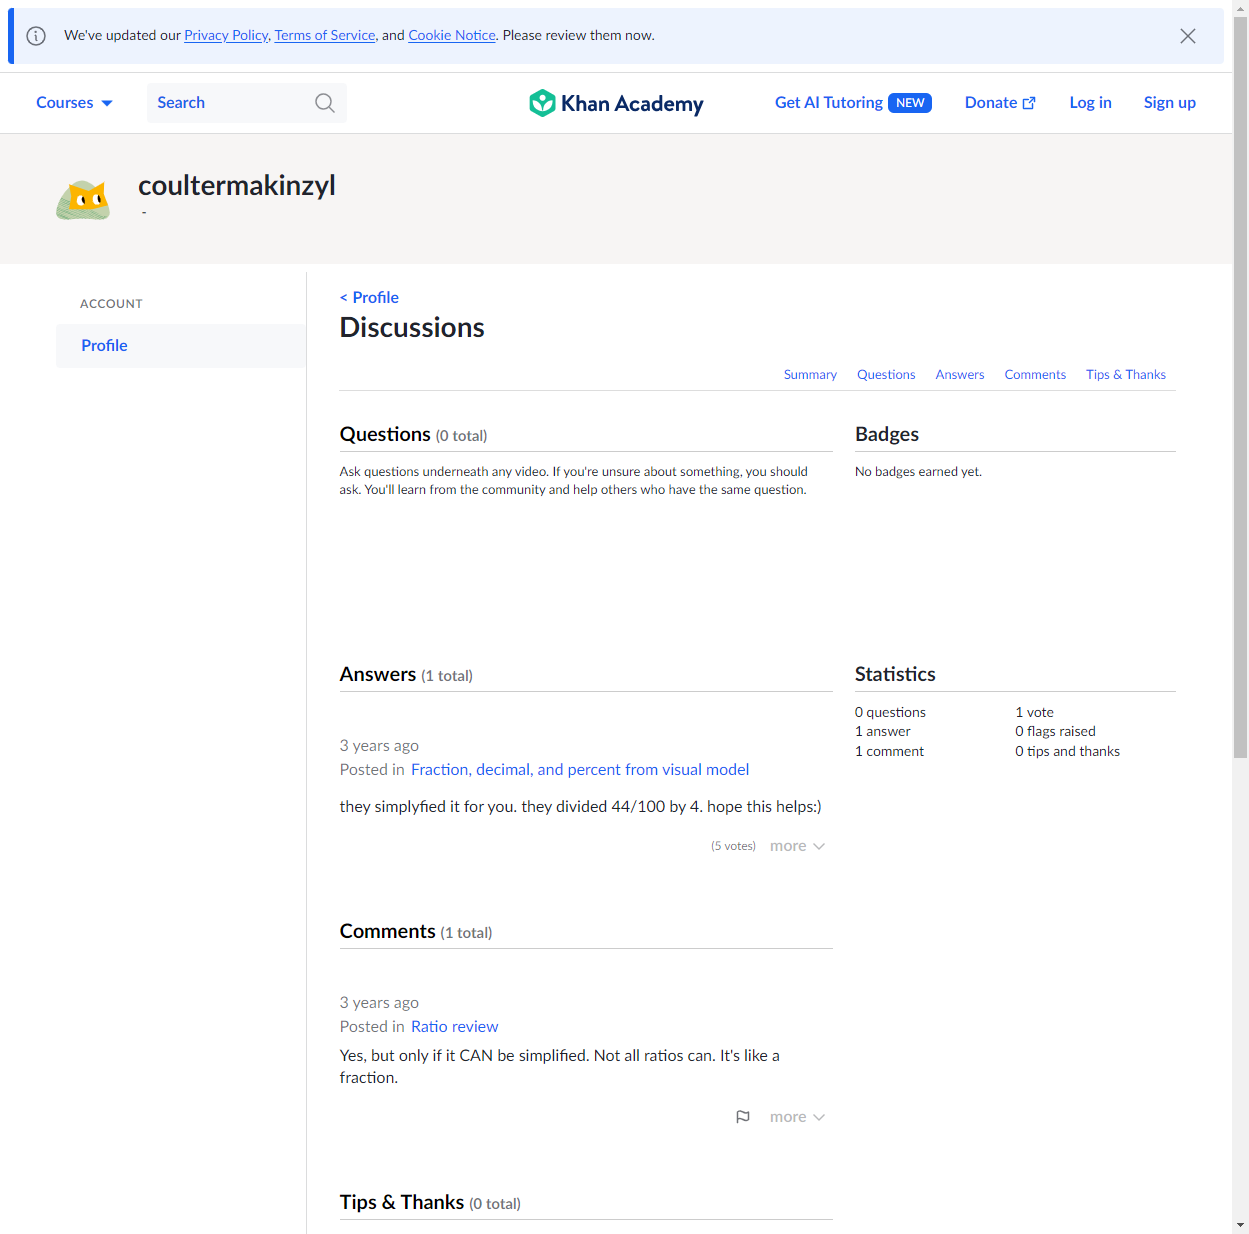 We've updated our Privacy Policy, Terms of Service, and Cookie Notice. Please review them now.
Courses
Search
Khan Academy
Get AI Tutoring NEW
Donate
Log in
Sign up
coultermakinzyl
-
ACCOUNT
Profile
< Profile
Discussions
Summary Questions Answers Comments Tips & Thanks
Questions (0 total)
Ask questions underneath any video. If you're unsure about something, you should
ask. You'll learn from the community and help others who have the same question.
Badges
No badges earned yet.
Answers (1 total)
3 years ago
Posted in Fraction, decimal, and percent from visual model
they simplyfied it for you. they divided 44/100 by 4. hope this helps:)
(5 votes) more
Statistics
0 questions 1 vote
1 answer 0 flags raised
1 comment 0 tips and thanks
Comments (1 total)
3 years ago
Posted in Ratio review
Yes, but only if it CAN be simplified. Not all ratios can. It's like a
fraction.
more
Tips & Thanks (0 total)